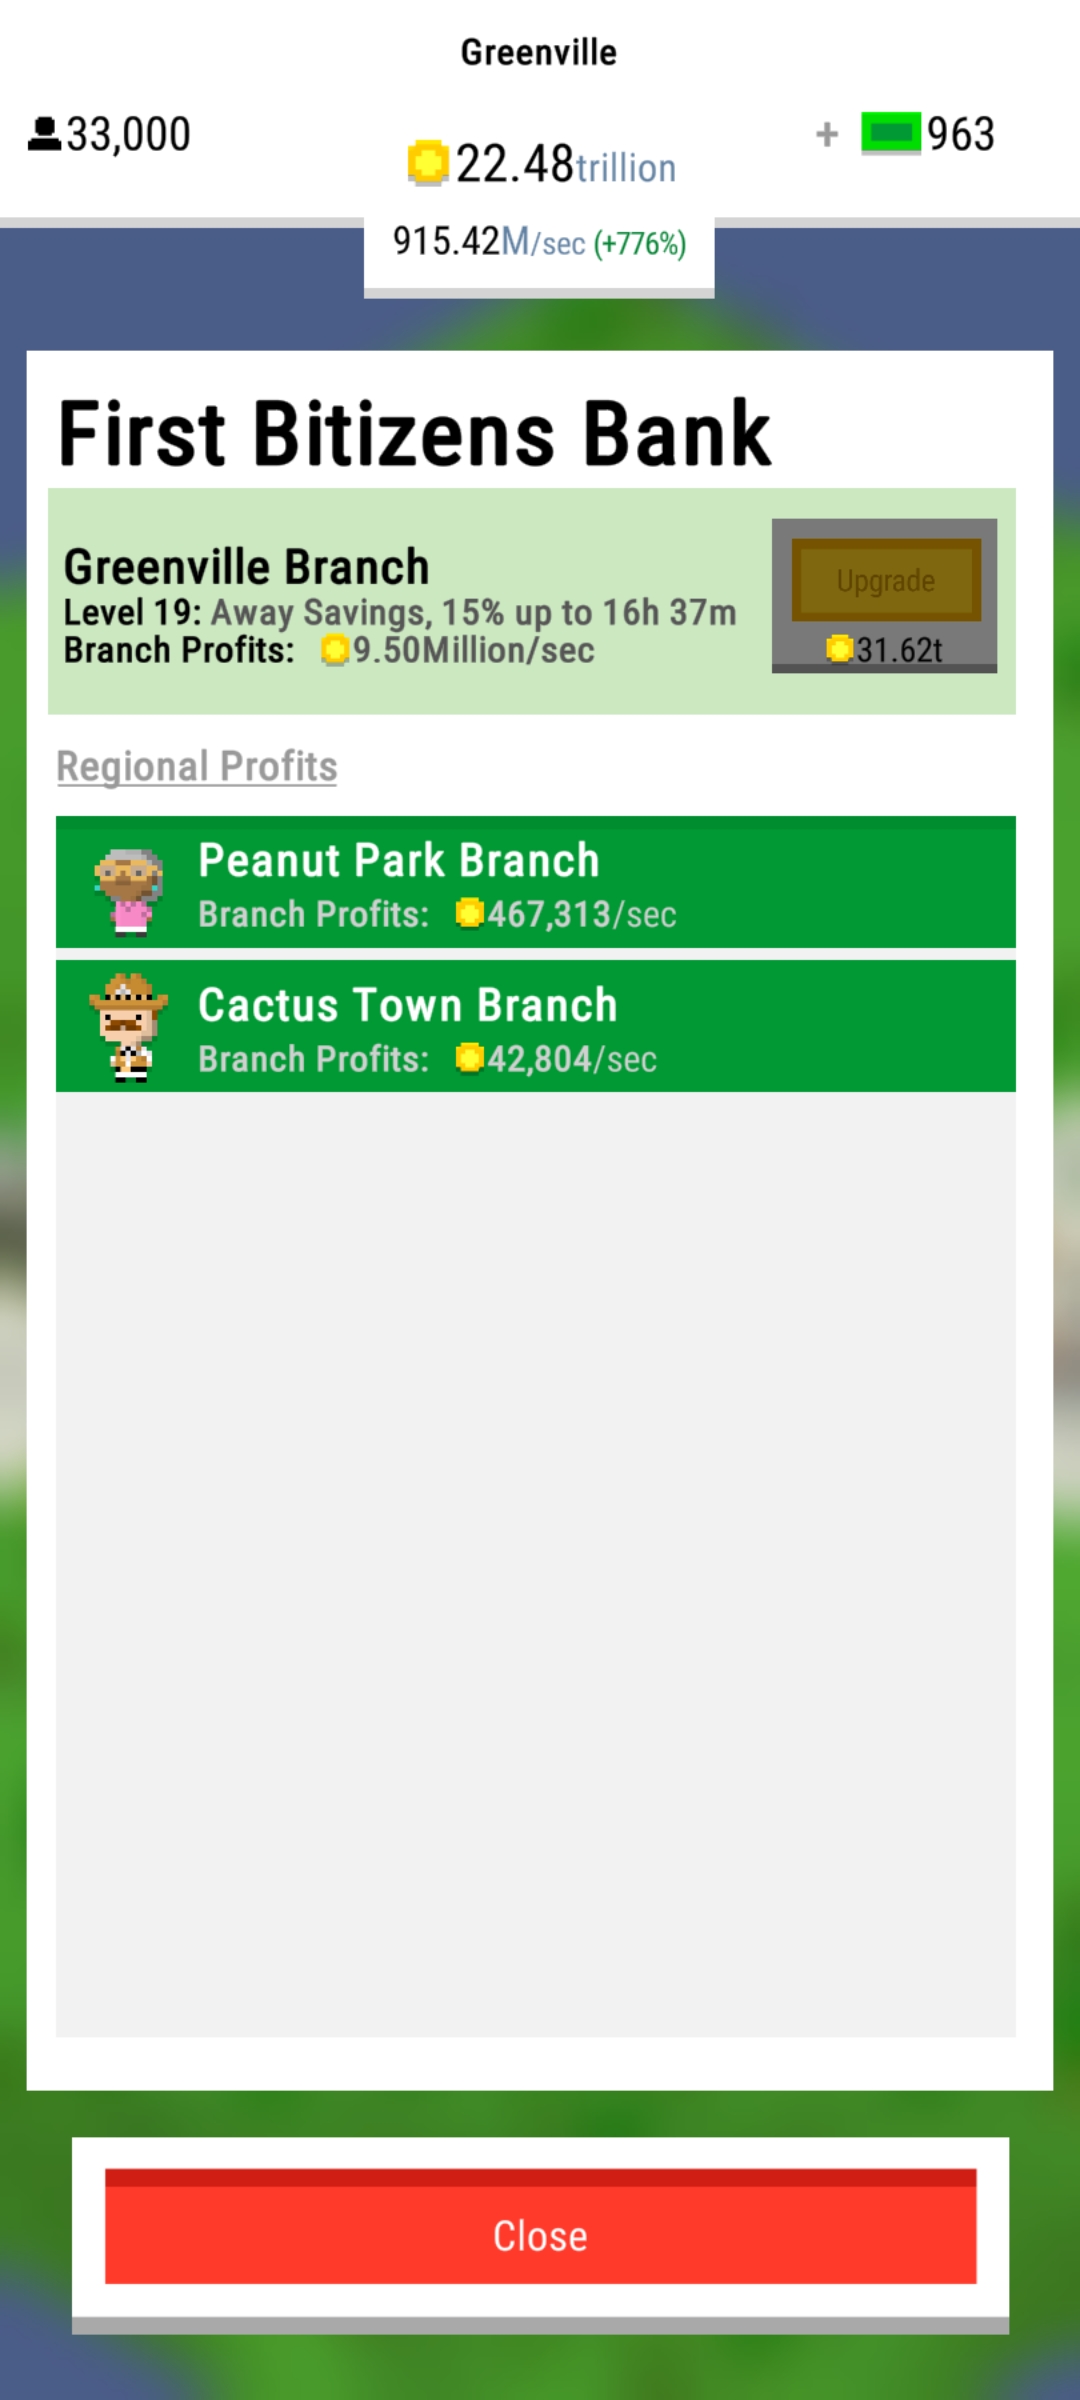 Greenville
33,000
22.48trillion
+ 963
915.42M/sec (+776%)
First Bitizens Bank
Greenville Branch
Level 19: Away Savings, 15% up to 16h 37m
Branch Profits: 9.50Million/sec
Upgrade
31.62t
Regional Profits
Peanut Park Branch
Branch Profits: 467,313/sec
Cactus Town Branch
Branch Profits: 42,804/sec
Close